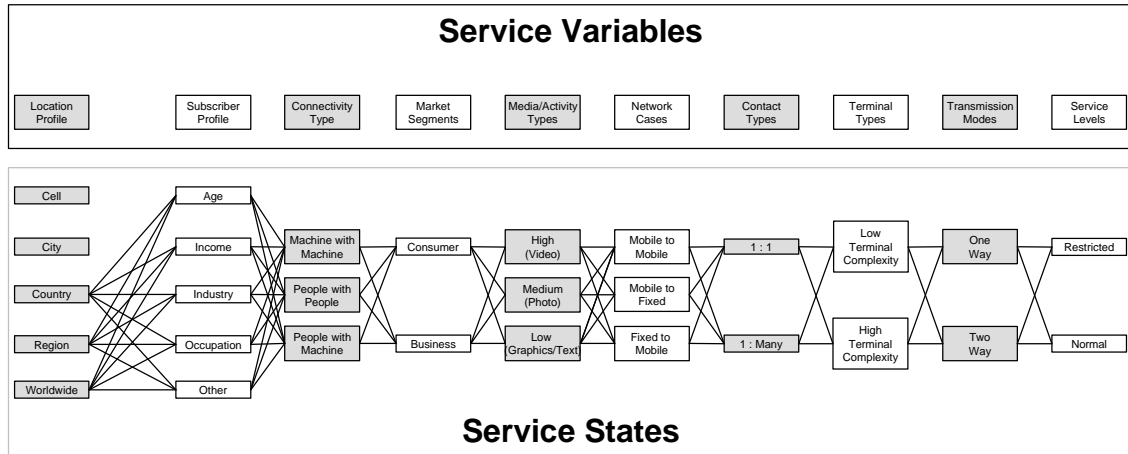 Service Variables
Location
Profile
Subscriber
Profile
Connectivity
Type
Market
Segments
Media/Activity
Types
Network
Cases
Contact
Types
Terminal
Types
Transmission
Modes
Service
Levels
Cell
City
Country
Region
Worldwide
Age
Income
Industry
Occupation
Other
Machine with
Machine
People with
People
People with
Machine
Consumer
Business
High
(Video)
Medium
(Photo)
Low
(Graphics/Text)
Mobile to
Mobile
Mobile to
Fixed
Fixed to
Mobile
1 : 1
1 : Many
Low
Terminal
Complexity
High
Terminal
Complexity
One
Way
Two
Way
Restricted
Normal
Service States